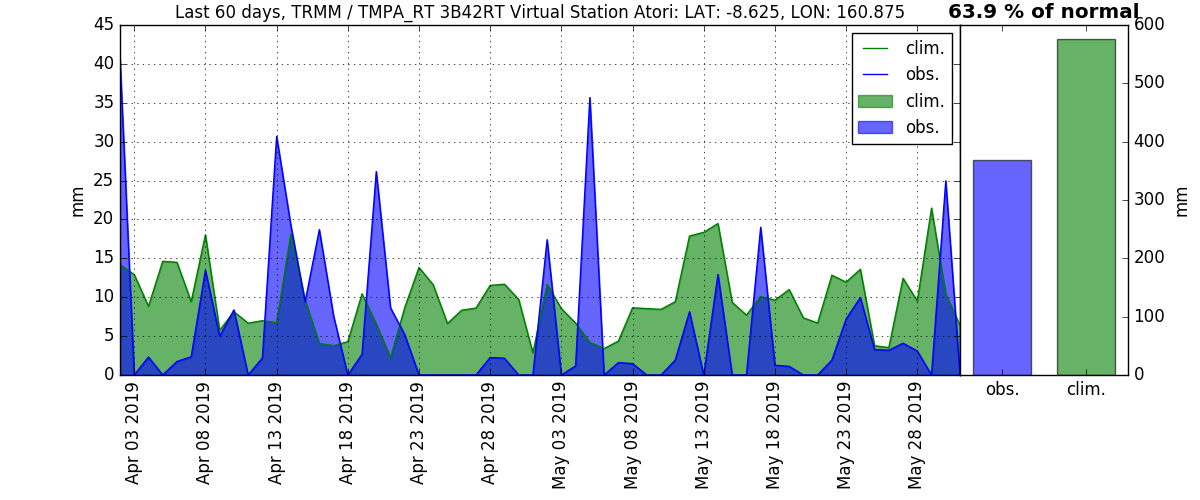 Last 60 days, TRMM / TMPA_RT 3B42RT Virtual Station Atori: LAT: -8.625, LON: 160.875
63.9 % of normal
45
40
35
30
25
20
15
10
5
0
mm
clim.
obs.
clim.
obs.
600
500
400
300
200
100
0
mm
obs.
clim.
Apr 03 2019
Apr 08 2019
Apr 13 2019
Apr 18 2019
Apr 23 2019
Apr 28 2019
May 03 2019
May 08 2019
May 13 2019
May 18 2019
May 23 2019
May 28 2019